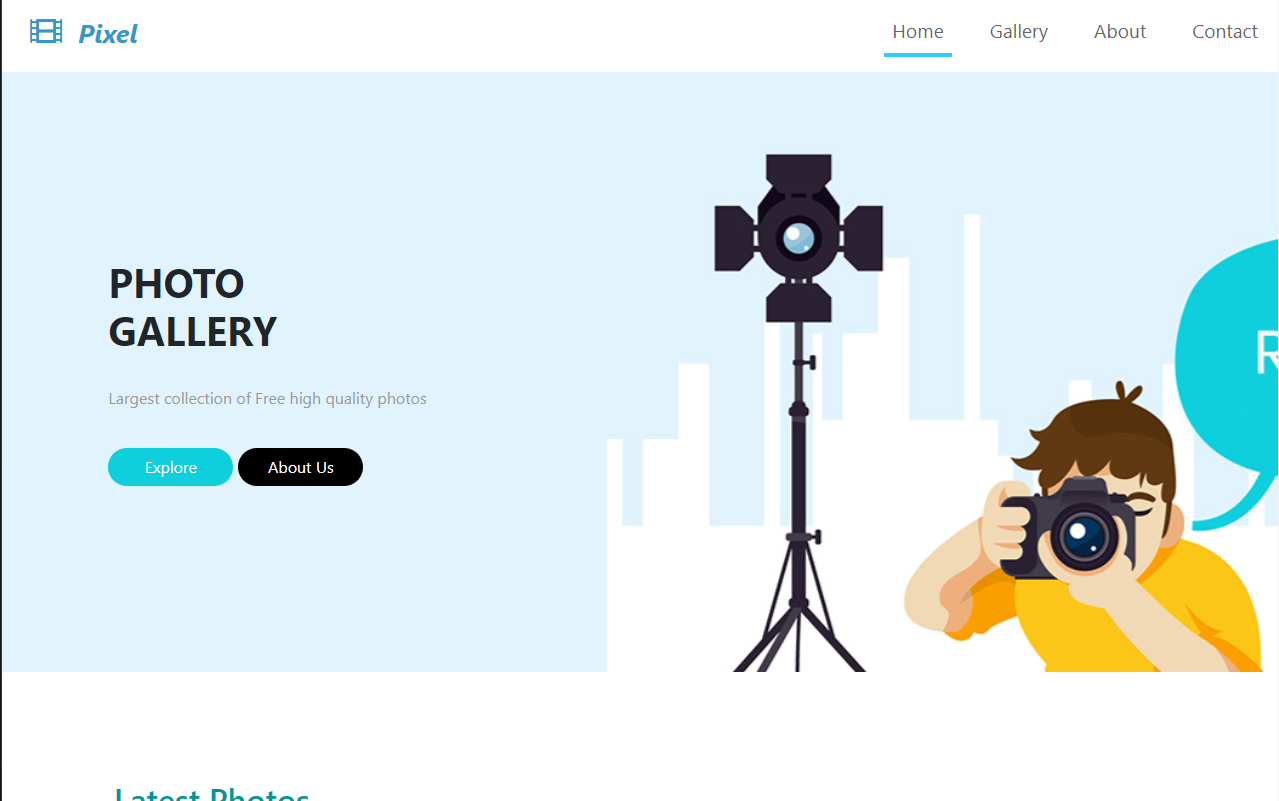 Pixel
Home
Gallery
About
Contact
PHOTO
GALLERY
Largest collection of Free high quality photos
Explore
About Us
R
Latest Photos